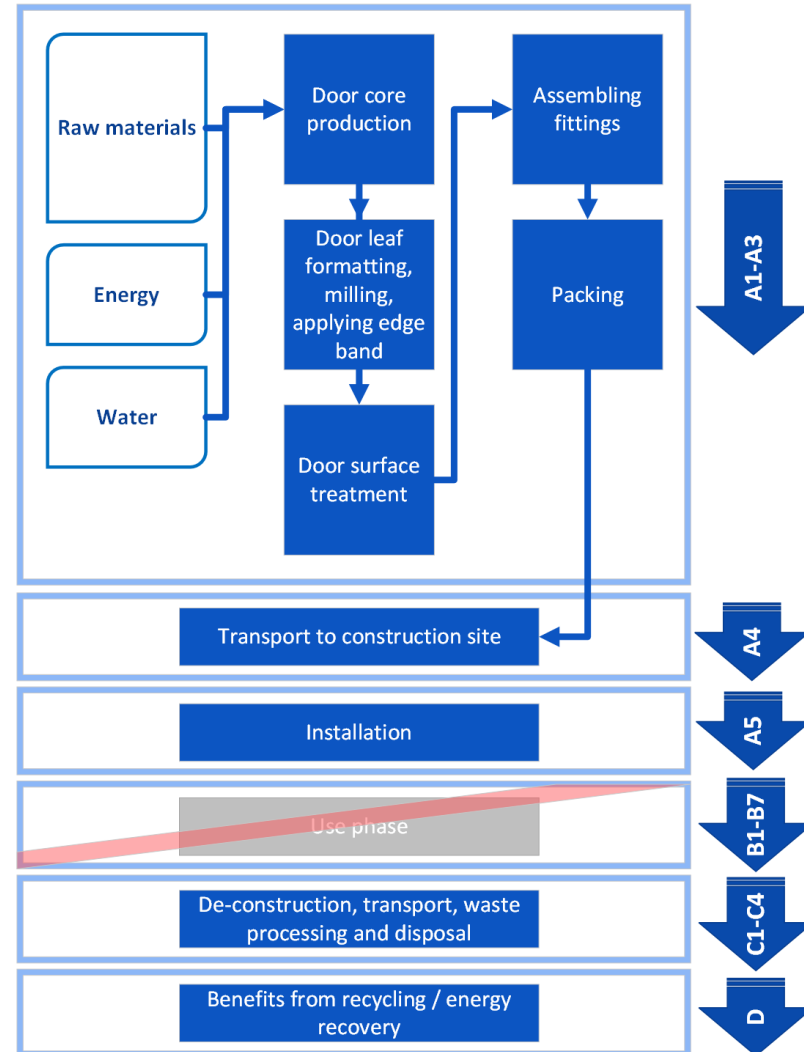 Raw materials
Energy
Water
Door core
production
Door leaf
formatting,
milling,
applying edge
band
Door surface
treatment
Assembling
fittings
Packing
A1-A3
Transport to construction site
A4
Installation
A5
Use phase
B1-B7
De-construction, transport, waste
processing and disposal
C1-C4
Benefits from recycling / energy
recovery
D